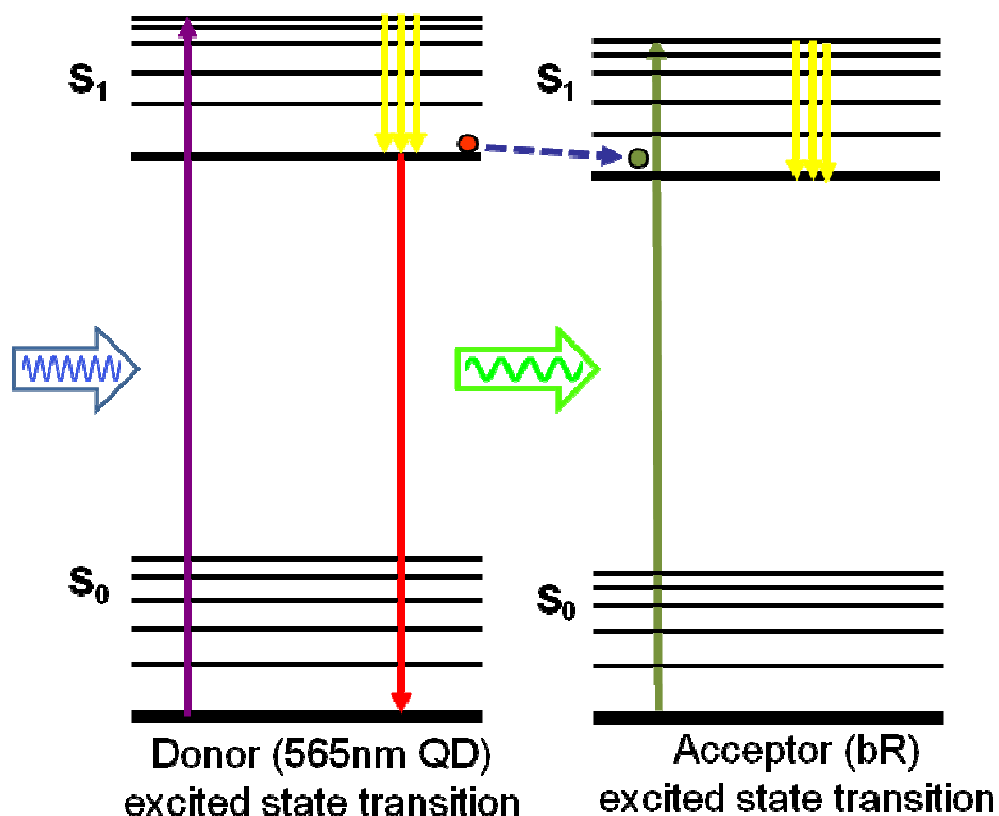 S1
S1
S0
S0
Donor (565nm QD)
excited state transition
Acceptor (bR)
excited state transition